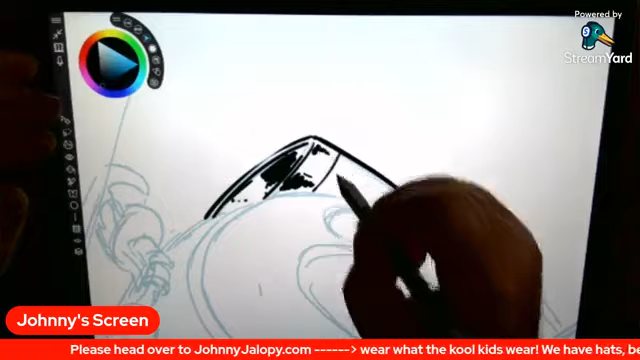 Powered by
StreamYard
Johnny's Screen
Please head over to JohnnyJalopy.com ------> wear what the kool kids wear! We have hats, be